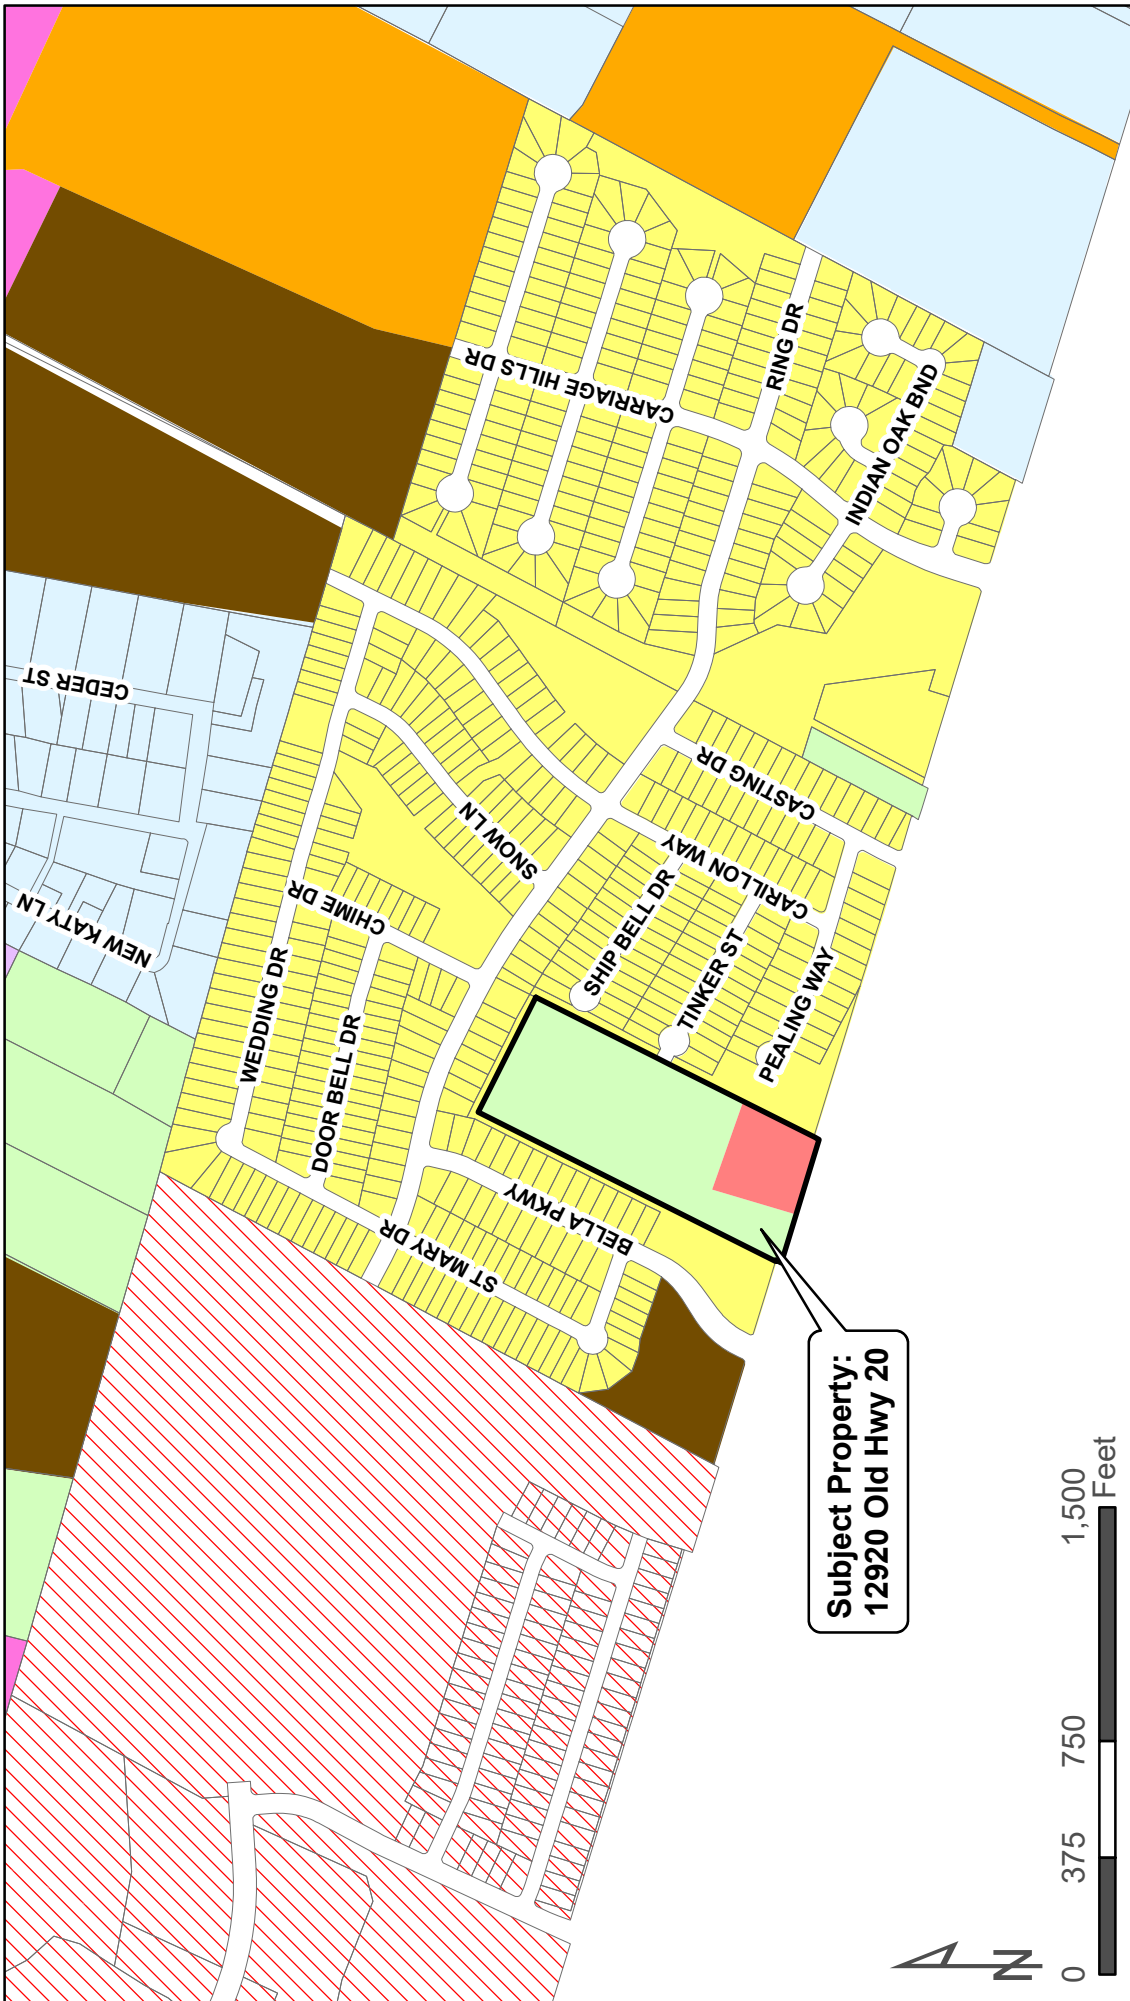 CEDER ST
NEW KATY LN
WEDDING DR
CHIME DR
DOOR BELL DR
SNOW LN
CARRIAGE HILLS DR
RING DR
INDIAN OAK BND
CASTING DR
CARILLON WAY
SHIP BELL DR
TINKER ST
PEALING WAY
BELLA PKWY
ST MARY DR
Subject Property:
12920 Old Hwy 20
N
0 375 750 1,500
Feet